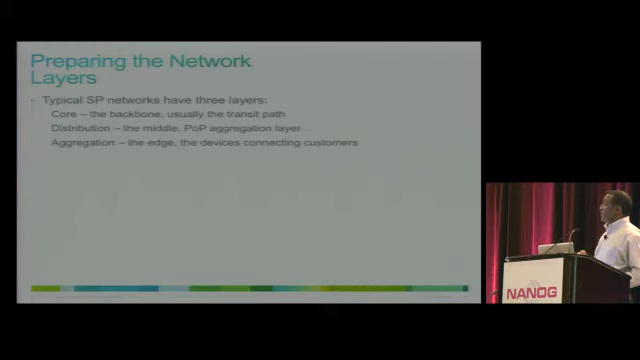 Preparing the Network
Layers
Typical SP networks have three layers:
Core – the backbone, usually the transit path
Distribution – the middle, PoP aggregation layer
Aggregation – the edge, the devices connecting customers
NANOG